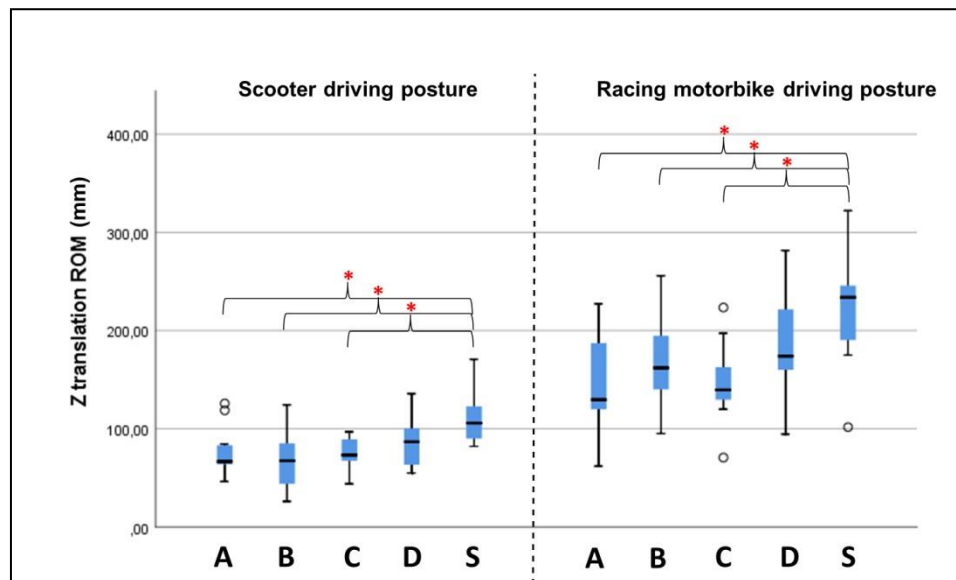 Scooter driving posture
Racing motorbike driving posture
Z translation ROM (mm)
400,00
300,00
200,00
100,00
,00
* * *
* * *
A B C D S
A B C D S